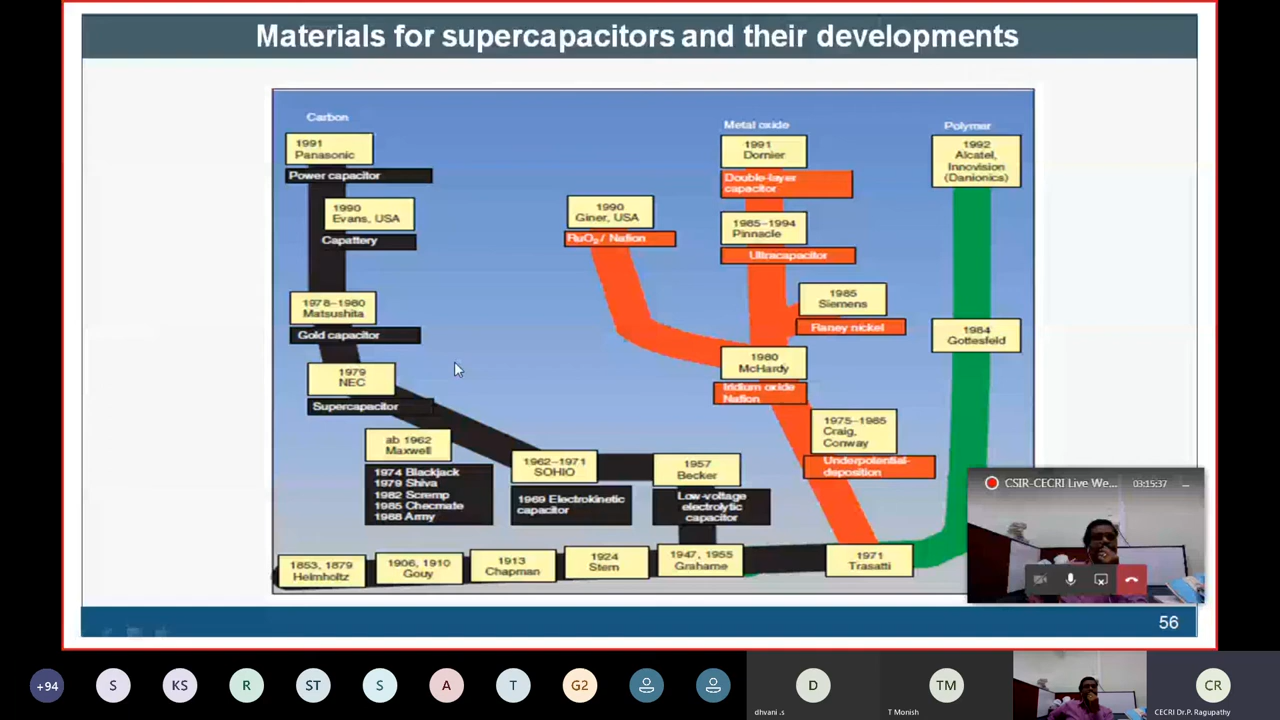 Materials for supercapacitors and their developments
Carbon
1991
Panasonic
Power capacitor
1990
Evans, USA
Capattery
1978–1980
Matsushita
Gold capacitor
1979
NEC
Supercapacitor
ab 1962
Maxwell
1974 Blackjack
1979 Shiva
1982 Scremp
1985 Checmate
1988 Army
1962–1971
SOHIO
1969 Electrokinetic
capacitor
1957
Becker
Low-voltage
electrolytic
capacitor
1853, 1879
Helmholtz
1906, 1910
Gouy
1913
Chapman
1924
Stern
1947, 1955
Grahame
1971
Trasatti
Metal oxide
1991
Dornier
Double-layer
capacitor
1990
Giner, USA
RuO₂ / Nafion
1985–1994
Pinnacle
Ultracapacitor
1985
Siemens
Raney nickel
1980
McHardy
Iridium oxide
Nafion
1975–1985
Craig,
Conway
Underpotential-
deposition
Polymer
1992
Alcatel,
Innovision
(Danionics)
1984
Gottesfeld
CSIR-CECRI Live We...
03:15:37
56
+94
S
KS
R
ST
S
A
T
G2
D
dhvani .s
TM
T Monish
CR
CECRI Dr.P. Ragupathy